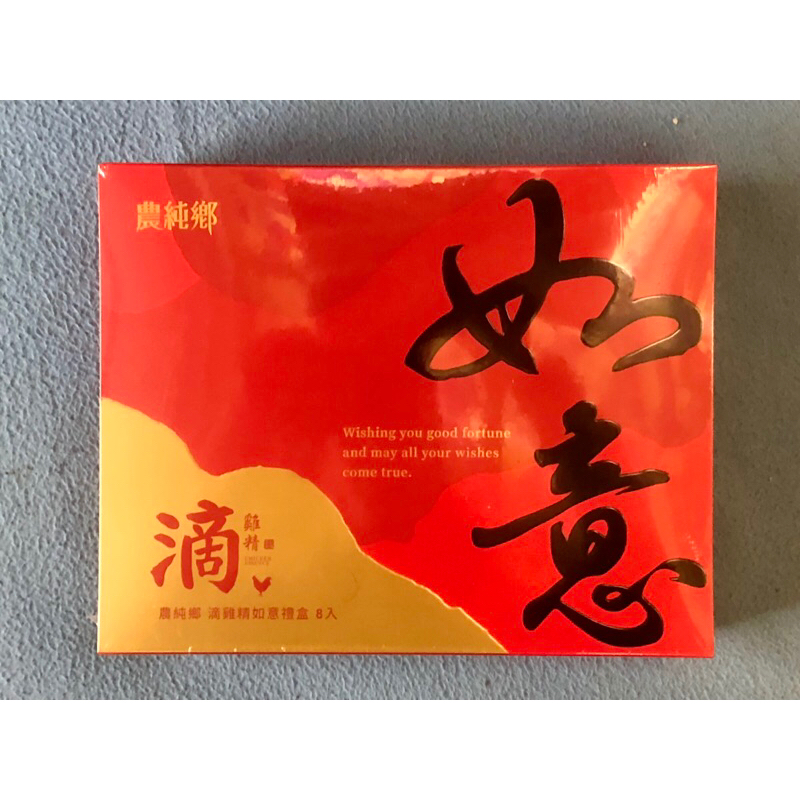 農純鄉
如意
Wishing you good fortune
and may all your wishes
come true.
滴
雞精
農純鄉 滴雞精如意禮盒 8入